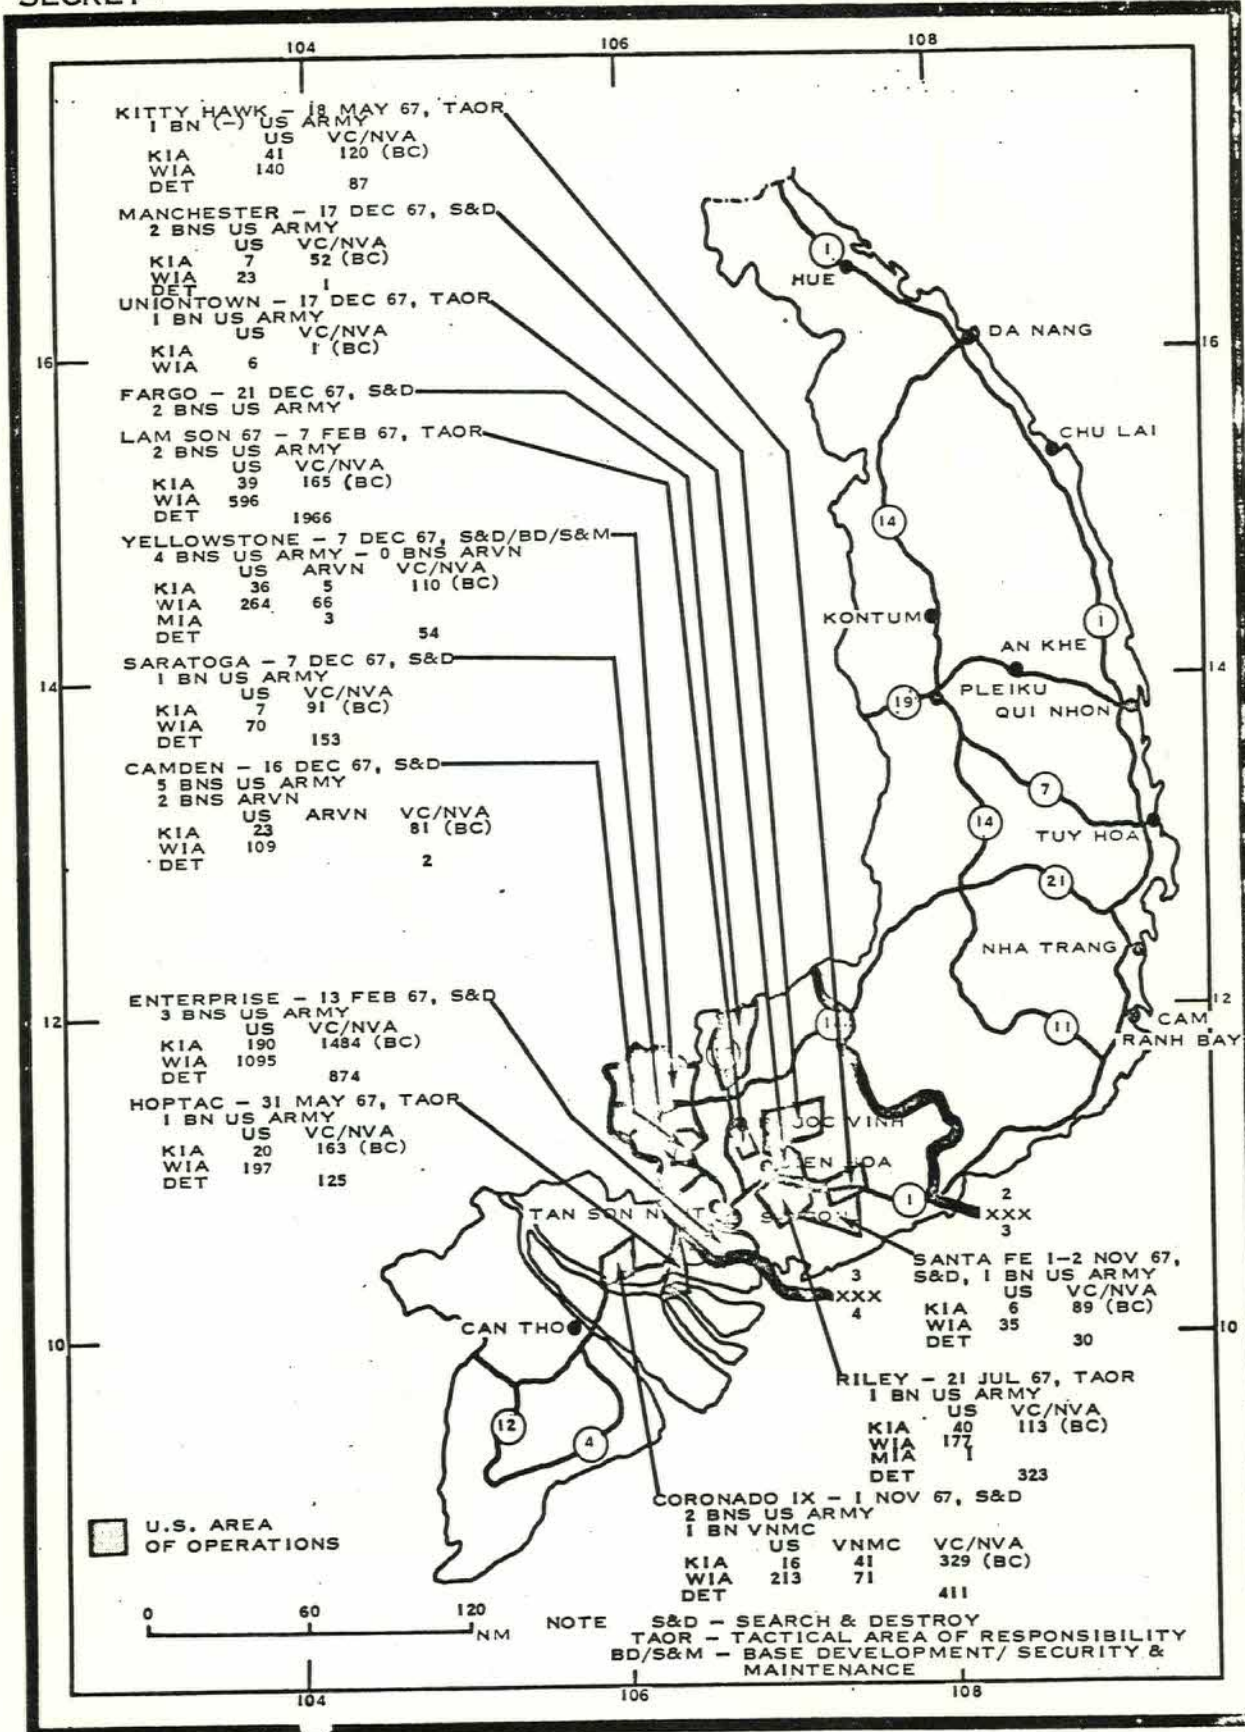 SECRET
104 106 108
KITTY HAWK – 18 MAY 67, TAOR
1 BN (–) US ARMY
US VC/NVA
KIA 41 120 (BC)
WIA 140
DET 87
MANCHESTER – 17 DEC 67, S&D
2 BNS US ARMY
US VC/NVA
KIA 7 52 (BC)
WIA 23
DET 1
UNIONTOWN – 17 DEC 67, TAOR
1 BN US ARMY
US VC/NVA
KIA 1 (BC)
WIA 6
FARGO – 21 DEC 67, S&D
2 BNS US ARMY
LAM SON 67 – 7 FEB 67, TAOR
2 BNS US ARMY
US VC/NVA
KIA 39 165 (BC)
WIA 596
DET 1966
YELLOWSTONE – 7 DEC 67, S&D/BD/S&M
4 BNS US ARMY – 0 BNS ARVN
US ARVN VC/NVA
KIA 36 5 110 (BC)
WIA 264 66
MIA 3
DET 54
SARATOGA – 7 DEC 67, S&D
1 BN US ARMY
US VC/NVA
KIA 7 91 (BC)
WIA 70
DET 153
CAMDEN – 16 DEC 67, S&D
5 BNS US ARMY
2 BNS ARVN
US ARVN VC/NVA
KIA 23 81 (BC)
WIA 109
DET 2
ENTERPRISE – 13 FEB 67, S&D
3 BNS US ARMY
US VC/NVA
KIA 190 1484 (BC)
WIA 1095
DET 874
HOPTAC – 31 MAY 67, TAOR
1 BN US ARMY
US VC/NVA
KIA 20 163 (BC)
WIA 197
DET 125
16
14
12
10
1
HUE
DA NANG
16
CHU LAI
14
KONTUM
1
AN KHE
14
19
PLEIKU
QUI NHON
7
14
TUY HOA
21
NHA TRANG
12
11
CAM
RANH BAY
TAN SON
1
2
XXX
3
3
XXX
4
SANTA FE 1–2 NOV 67,
S&D, 1 BN US ARMY
US VC/NVA
KIA 6 89 (BC)
WIA 35
DET 30
CAN THO
10
12
4
RILEY – 21 JUL 67, TAOR
1 BN US ARMY
US VC/NVA
KIA 40 113 (BC)
WIA 177
MIA 1
DET 323
CORONADO IX – 1 NOV 67, S&D
2 BNS US ARMY
1 BN VNMC
US VNMC VC/NVA
KIA 16 41 329 (BC)
WIA 213 71
DET 411
U.S. AREA
OF OPERATIONS
0 60 120
NM
NOTE S&D – SEARCH & DESTROY
TAOR – TACTICAL AREA OF RESPONSIBILITY
BD/S&M – BASE DEVELOPMENT/ SECURITY &
MAINTENANCE
104 106 108